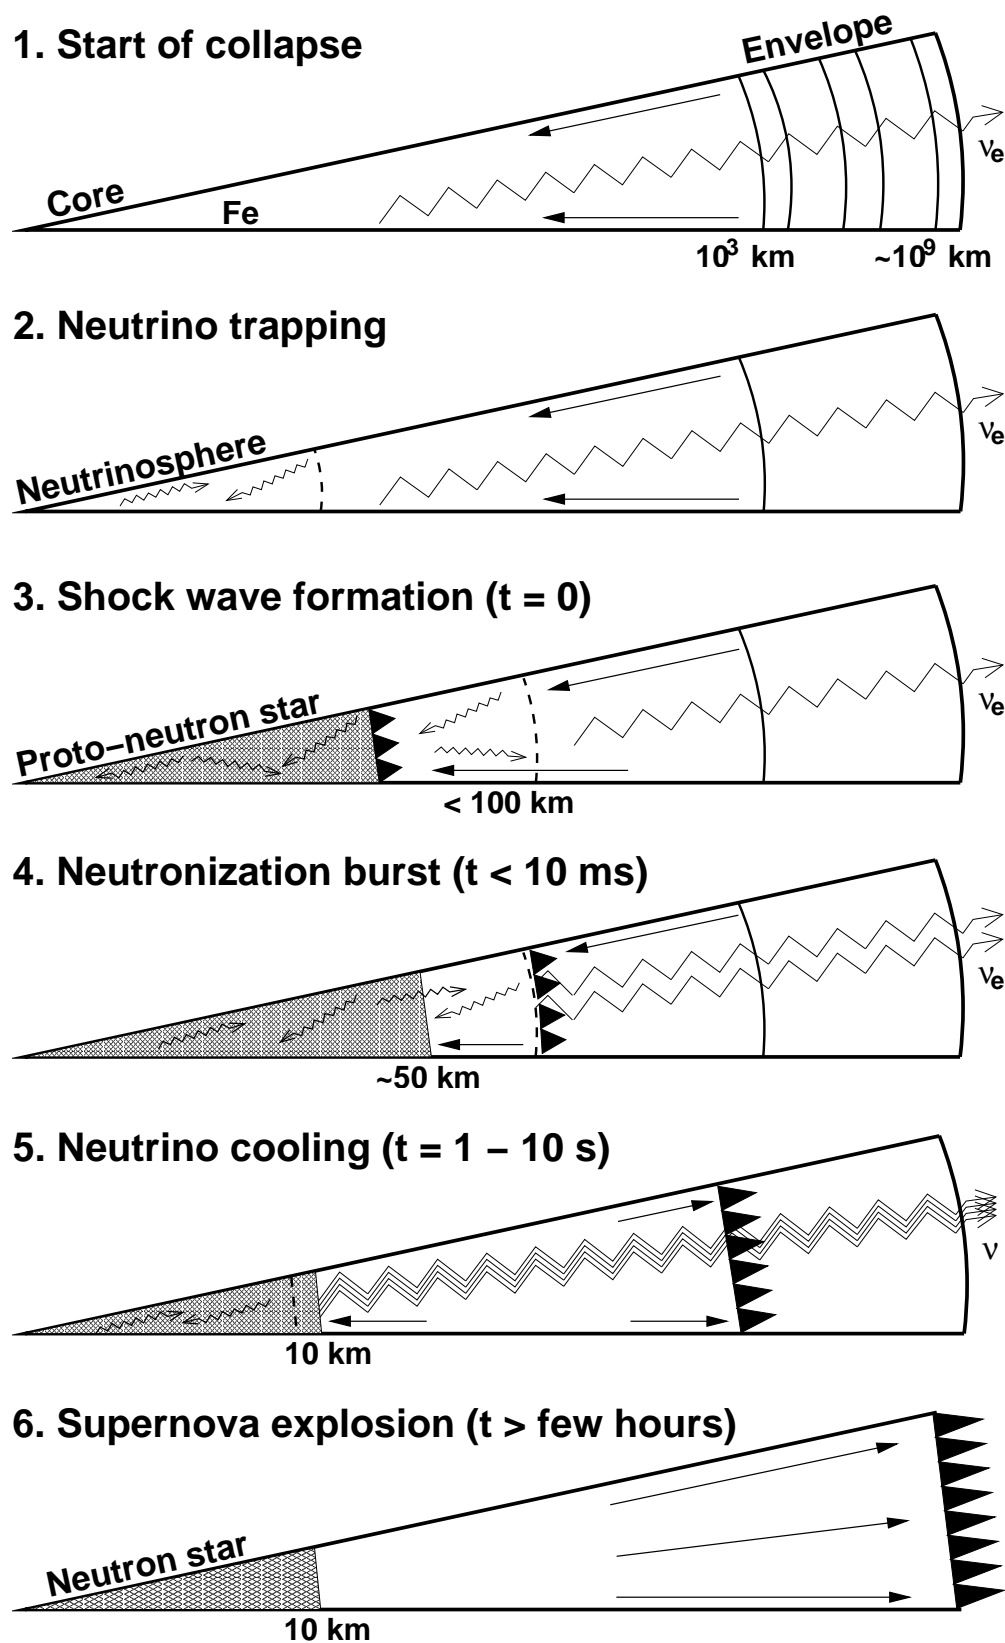 1. Start of collapse
Envelope
Core
Fe
νe
10³ km
~10⁹ km
2. Neutrino trapping
Neutrinosphere
νe
3. Shock wave formation (t = 0)
Proto−neutron star
νe
< 100 km
4. Neutronization burst (t < 10 ms)
νe
~50 km
5. Neutrino cooling (t = 1 − 10 s)
ν
10 km
6. Supernova explosion (t > few hours)
Neutron star
10 km